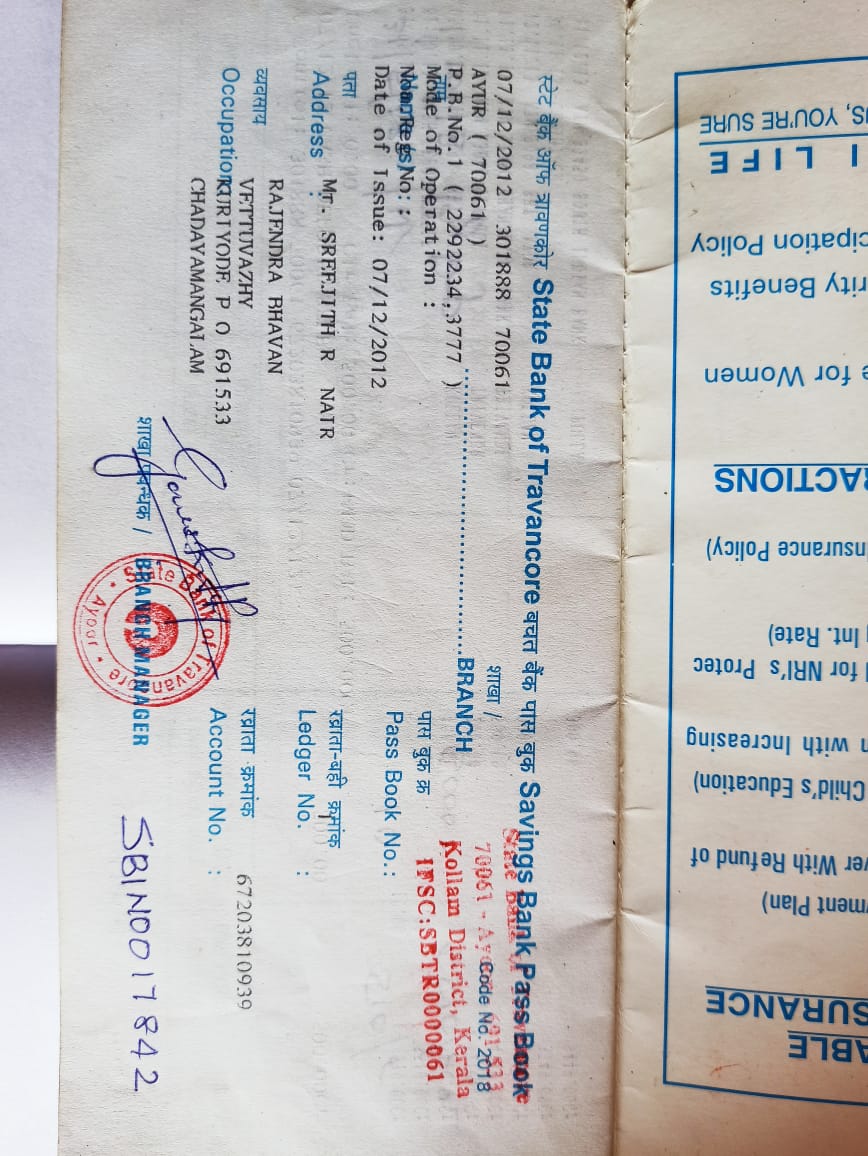 ABLE
SURANCE
ment Plan)
ver With Refund of
Child's Education)
n with Increasing
l for NRI's Protec
Int. Rate)
nsurance Policy)
RACTIONS
e for Women
rity Benefits
cipation Policy
I LIFE
S, YOU'RE SURE
स्टेट बैंक ऑफ त्रावणकोर State Bank of Travancore बचत बैंक पास बुक Savings Bank Pass Book
07/12/2012 301888 70061
AYUR ( 70061 )
P.B.No.1 ( 2292234,3777 )
Mode of Operation :
नाम
Name(s)
Nom.Reg No: :
Date of Issue: 07/12/2012
पता
Address :
Mr. SREEJITH R NAIR
RAJENDRA BHAVAN
VETTUVAZHY
KURIYODE P O 691533
CHADAYAMANGALAM
व्यवसाय
Occupation
शाखा /
BRANCH
Code No. 2018
State Bank of Travancore
70061 - Ayoor - 691 533
Kollam District, Kerala
IFSC:SBTR0000061
पास बुक क्र
Pass Book No.:
खाता-बही क्रमांक
Ledger No. :
खाता क्रमांक
Account No. :
67203810939
शाखा प्रबन्धक / BRANCH MANAGER
State Bank of Travancore
Ayoor
SBIN0017842